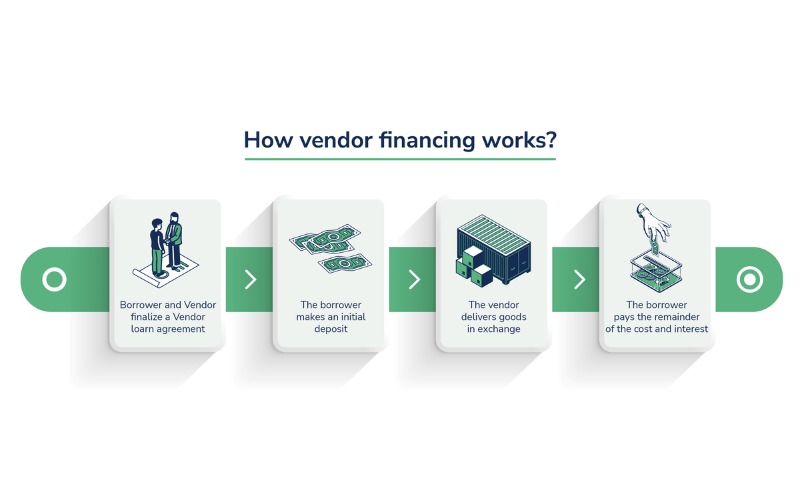 How vendor financing works?
Borrower and Vendor
finalize a Vendor
loarn agreement
The borrower
makes an initial
deposit
The vendor
delivers goods
in exchange
The borrower
pays the remainder
of the cost and interest